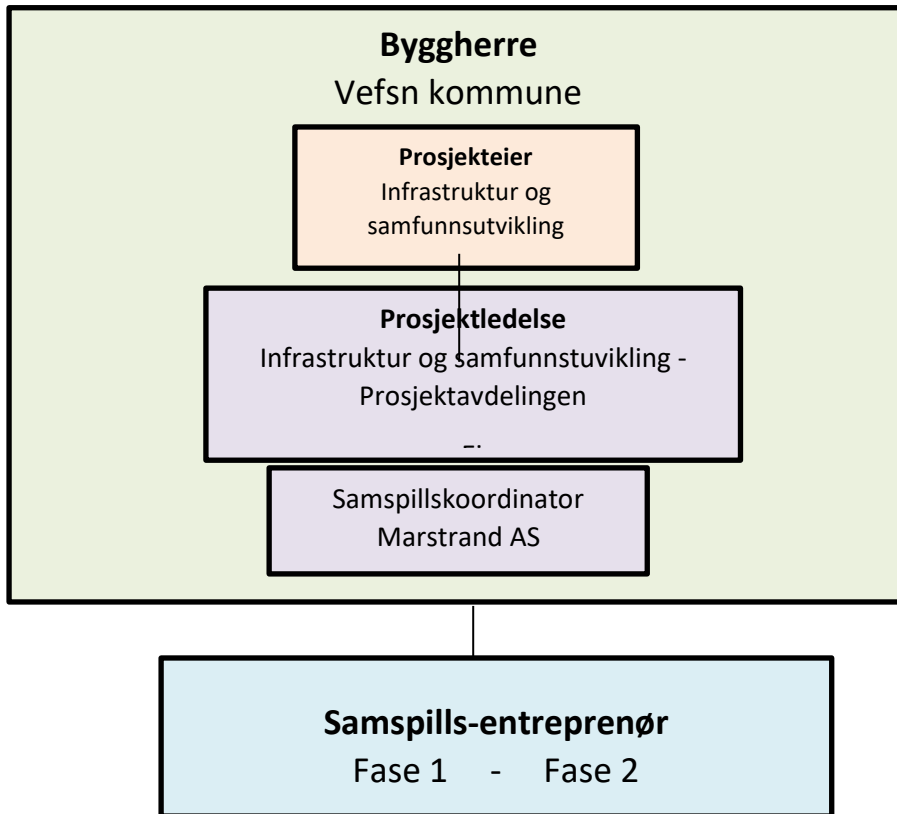 Byggherre
Vefsn kommune
Prosjekteier
Infrastruktur og
samfunnsutvikling
Prosjektledelse
Infrastruktur og samfunnstuvikling -
Prosjektavdelingen
Samspillskoordinator
Marstrand AS
Samspills-entreprenør
Fase 1 - Fase 2